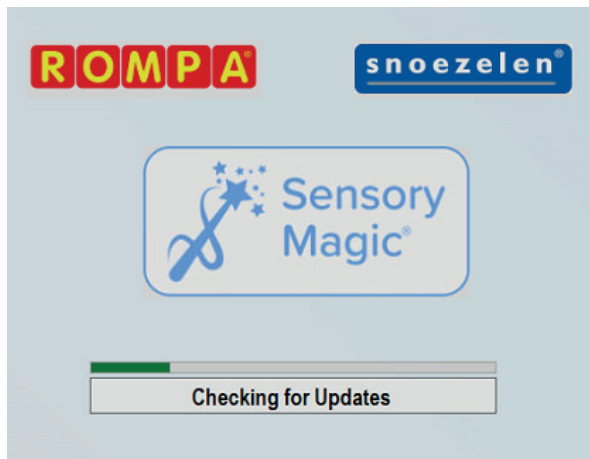 ROMPA®
snoezelen®
Sensory
Magic®
Checking for Updates